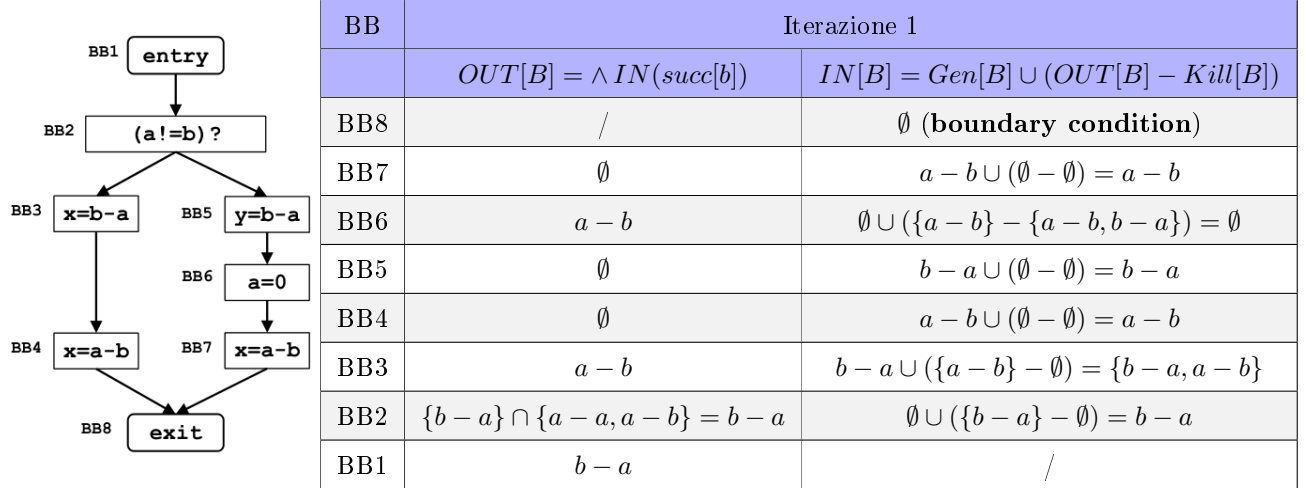 BB1 entry
BB2 (a!=b)?
BB3 x=b-a BB5 y=b-a
BB6 a=0
BB4 x=a-b BB7 x=a-b
BB8 exit
BB Iterazione 1
OUT[B] = ∧ IN(succ[b]) IN[B] = Gen[B] ∪ (OUT[B] − Kill[B])
BB8 / ∅ (boundary condition)
BB7 ∅ a − b ∪ (∅ − ∅) = a − b
BB6 a − b ∅ ∪ ({a − b} − {a − b, b − a}) = ∅
BB5 ∅ b − a ∪ (∅ − ∅) = b − a
BB4 ∅ a − b ∪ (∅ − ∅) = a − b
BB3 a − b b − a ∪ ({a − b} − ∅) = {b − a, a − b}
BB2 {b − a} ∩ {a − a, a − b} = b − a ∅ ∪ ({b − a} − ∅) = b − a
BB1 b − a /